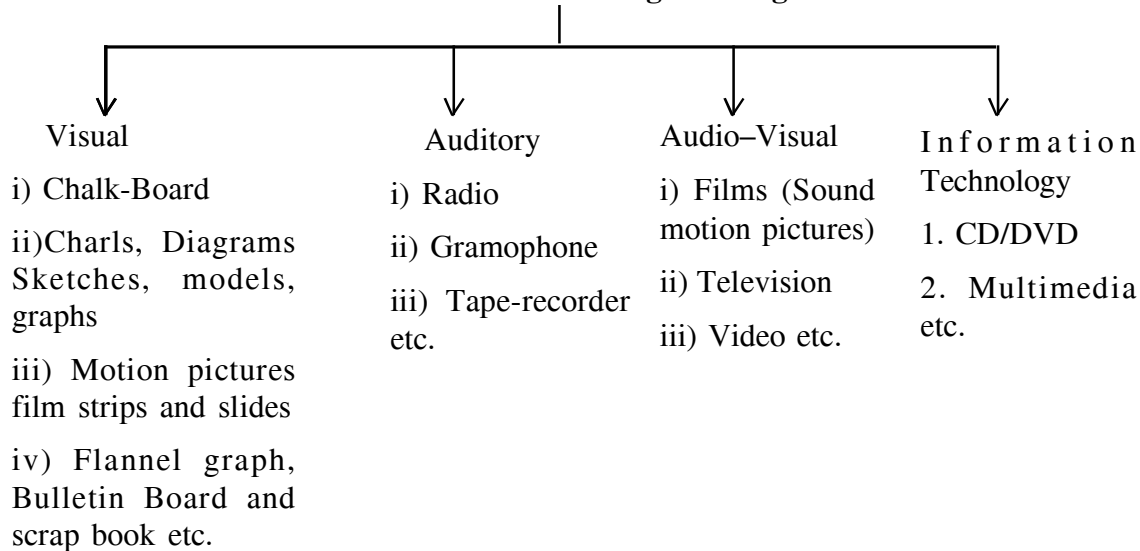 Visual
i) Chalk-Board
ii)Charls, Diagrams
Sketches, models,
graphs
iii) Motion pictures
film strips and slides
iv) Flannel graph,
Bulletin Board and
scrap book etc.
Auditory
i) Radio
ii) Gramophone
iii) Tape-recorder
etc.
Audio–Visual
i) Films (Sound
motion pictures)
ii) Television
iii) Video etc.
Information
Technology
1. CD/DVD
2. Multimedia
etc.